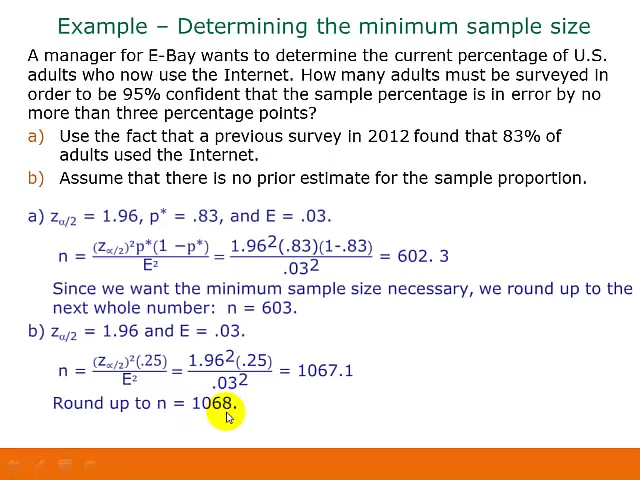 Example – Determining the minimum sample size
A manager for E-Bay wants to determine the current percentage of U.S.
adults who now use the Internet. How many adults must be surveyed in
order to be 95% confident that the sample percentage is in error by no
more than three percentage points?
a) Use the fact that a previous survey in 2012 found that 83% of
adults used the Internet.
b) Assume that there is no prior estimate for the sample proportion.
a) zα/2 = 1.96, p* = .83, and E = .03.
n = (z∝/2)²p*(1 −p*) / E² = 1.96²(.83)(1-.83) / .03² = 602. 3
Since we want the minimum sample size necessary, we round up to the
next whole number: n = 603.
b) zα/2 = 1.96 and E = .03.
n = (z∝/2)²(.25) / E² = 1.96²(.25) / .03² = 1067.1
Round up to n = 1068.